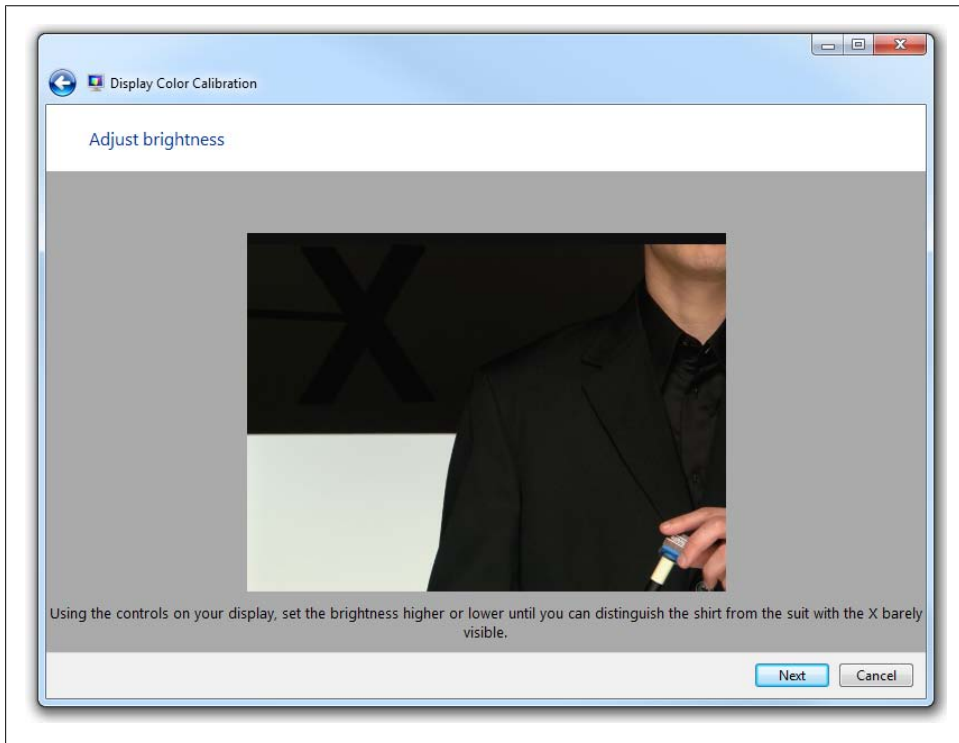 Display Color Calibration
Adjust brightness
X
Using the controls on your display, set the brightness higher or lower until you can distinguish the shirt from the suit with the X barely
visible.
Next Cancel